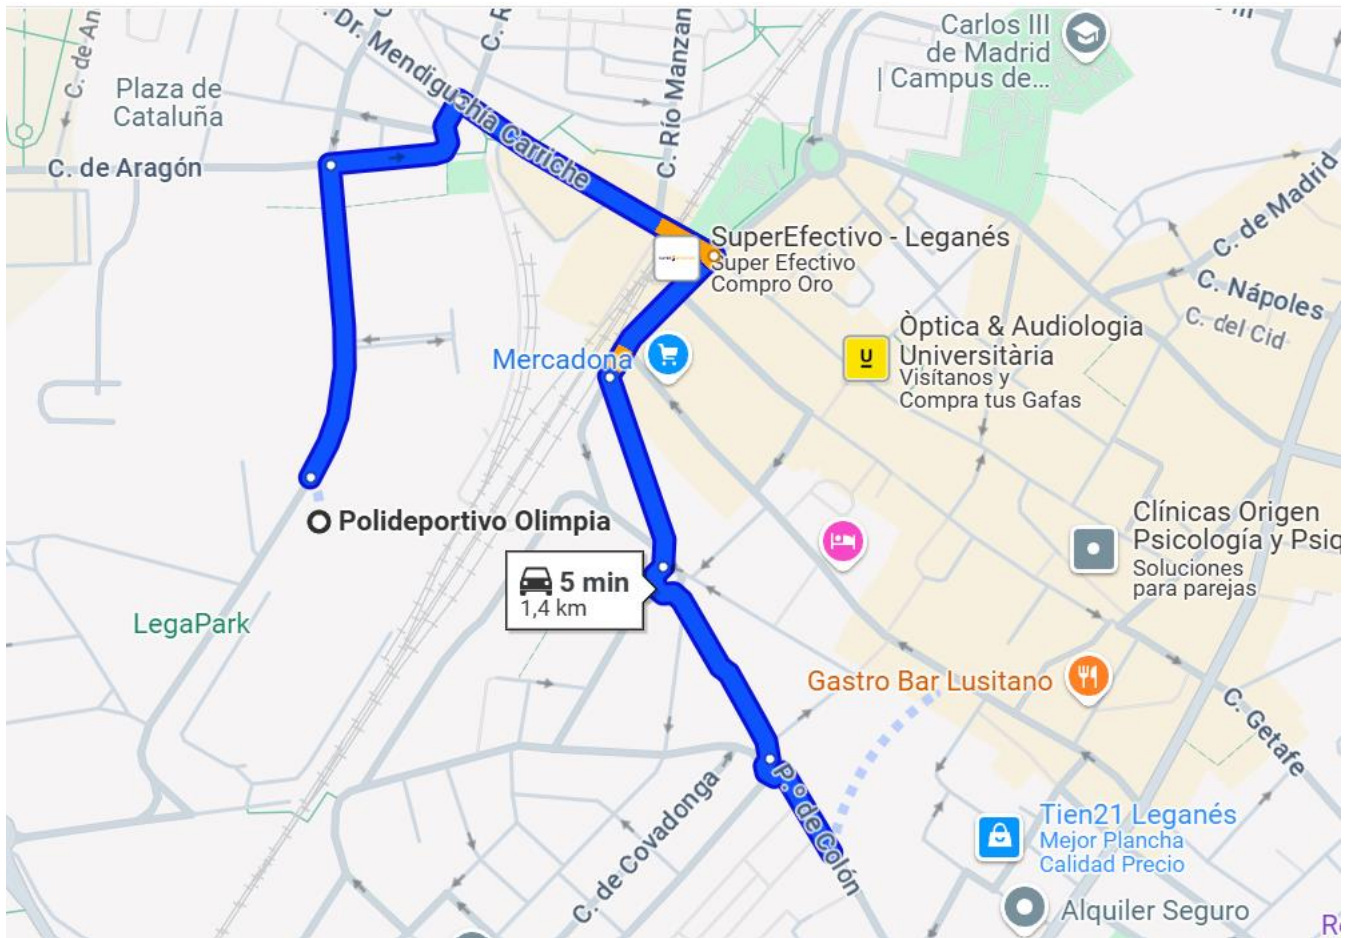 Carlos III
de Madrid
| Campus de...
C. de An
C. R
Dr. Mendiguchía Carriche
C. Río Manzan
Plaza de
Cataluña
C. de Aragón
C. de Madrid
SuperEfectivo - Leganés
Super Efectivo
Compro Oro
C. Nápoles
C. del Cid
Òptica & Audiologia
Universitària
Visítanos y
Compra tus Gafas
U
Mercadona
Polideportivo Olimpia
Clínicas Origen
Psicología y Psiq
Soluciones
para parejas
5 min
1,4 km
LegaPark
Gastro Bar Lusitano
C. Getafe
P.º de Colón
C. de Covadonga
Tien21 Leganés
Mejor Plancha
Calidad Precio
Alquiler Seguro